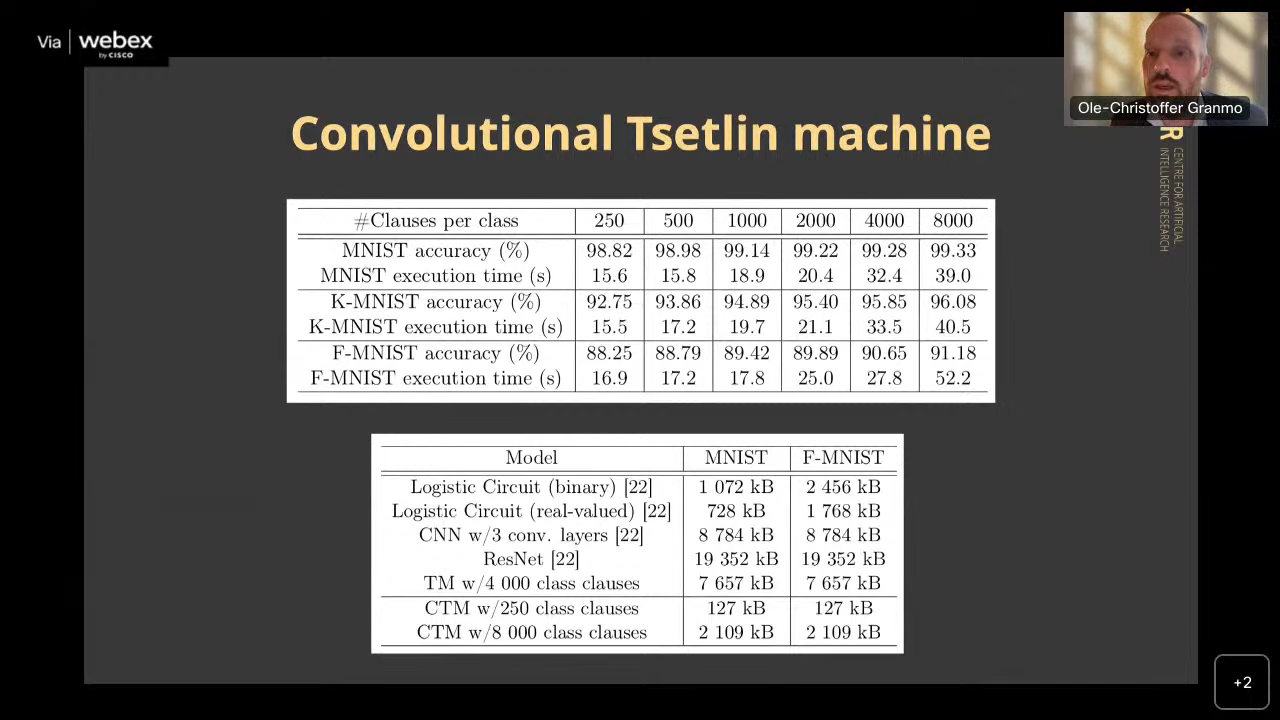 Via | webex
by CISCO
Ole-Christoffer Granmo
R
CENTRE FOR ARTIFICIAL
INTELLIGENCE RESEARCH
Convolutional Tsetlin machine
#Clauses per class 250 500 1000 2000 4000 8000
MNIST accuracy (%) 98.82 98.98 99.14 99.22 99.28 99.33
MNIST execution time (s) 15.6 15.8 18.9 20.4 32.4 39.0
K-MNIST accuracy (%) 92.75 93.86 94.89 95.40 95.85 96.08
K-MNIST execution time (s) 15.5 17.2 19.7 21.1 33.5 40.5
F-MNIST accuracy (%) 88.25 88.79 89.42 89.89 90.65 91.18
F-MNIST execution time (s) 16.9 17.2 17.8 25.0 27.8 52.2
Model MNIST F-MNIST
Logistic Circuit (binary) [22] 1 072 kB 2 456 kB
Logistic Circuit (real-valued) [22] 728 kB 1 768 kB
CNN w/3 conv. layers [22] 8 784 kB 8 784 kB
ResNet [22] 19 352 kB 19 352 kB
TM w/4 000 class clauses 7 657 kB 7 657 kB
CTM w/250 class clauses 127 kB 127 kB
CTM w/8 000 class clauses 2 109 kB 2 109 kB
+2